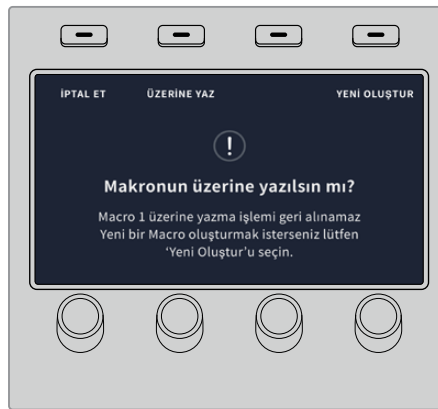 İPTAL ET ÜZERİNE YAZ YENİ OLUŞTUR
Makronun üzerine yazılsın mı?
Macro 1 üzerine yazma işlemi geri alınamaz
Yeni bir Macro oluşturmak isterseniz lütfen
‘Yeni Oluştur’u seçin.